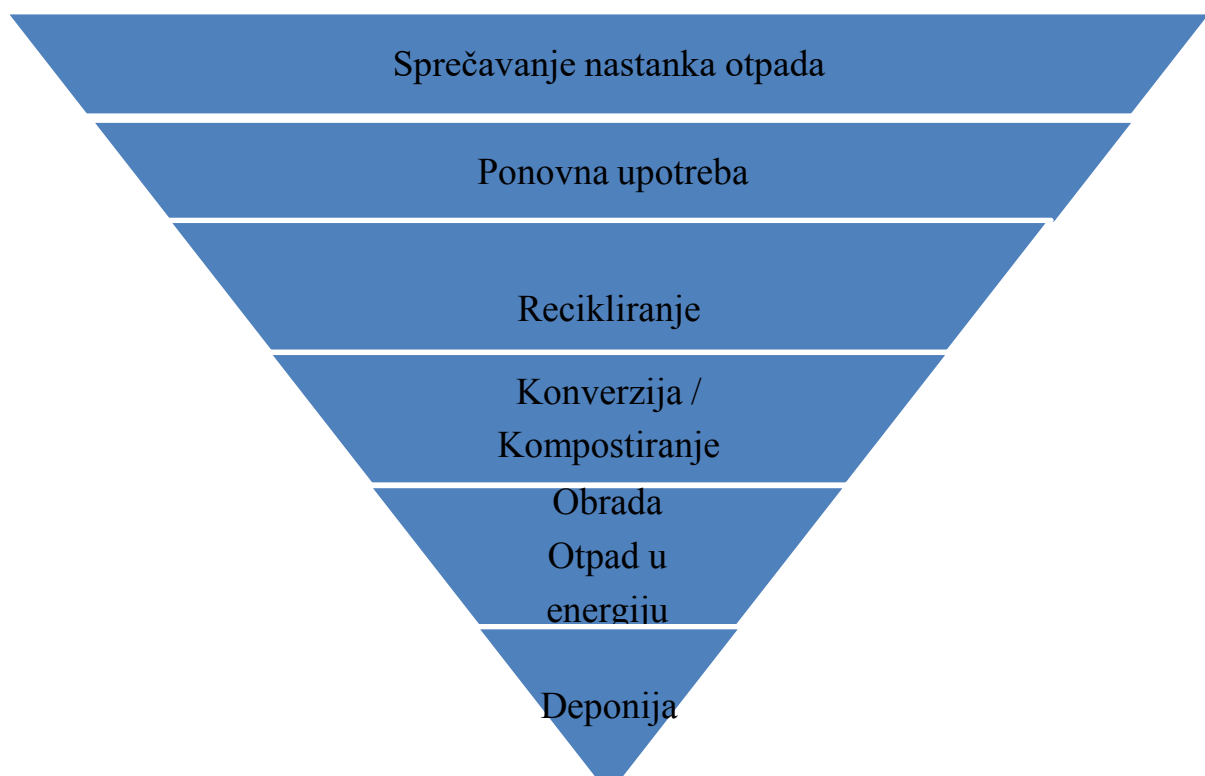 Sprečavanje nastanka otpada
Ponovna upotreba
Recikliranje
Konverzija /
Kompostiranje
Obrada
Otpad u
energiju
Deponija